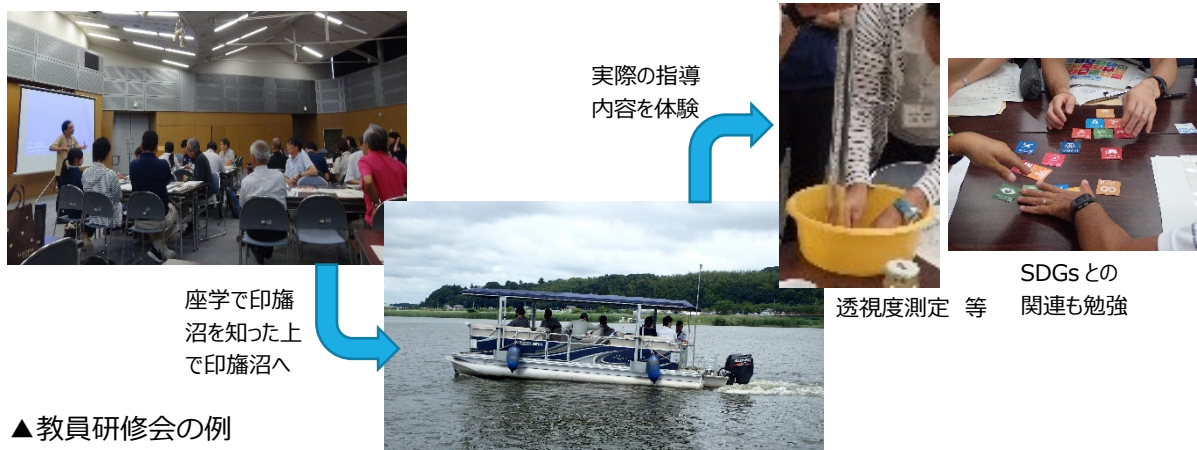 実際の指導
内容を体験
座学で印旛
沼を知った上
で印旛沼へ
透視度測定 等
SDGsとの
関連も勉強
▲教員研修会の例